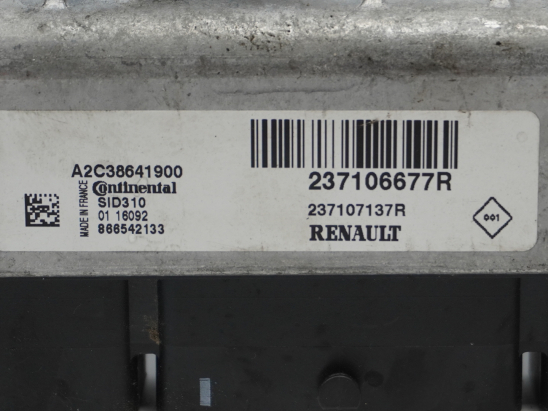 A2C38641900
MADE IN FRANCE
Continental
SID310
01 16092
866542133
237106677R
237107137R
RENAULT
001